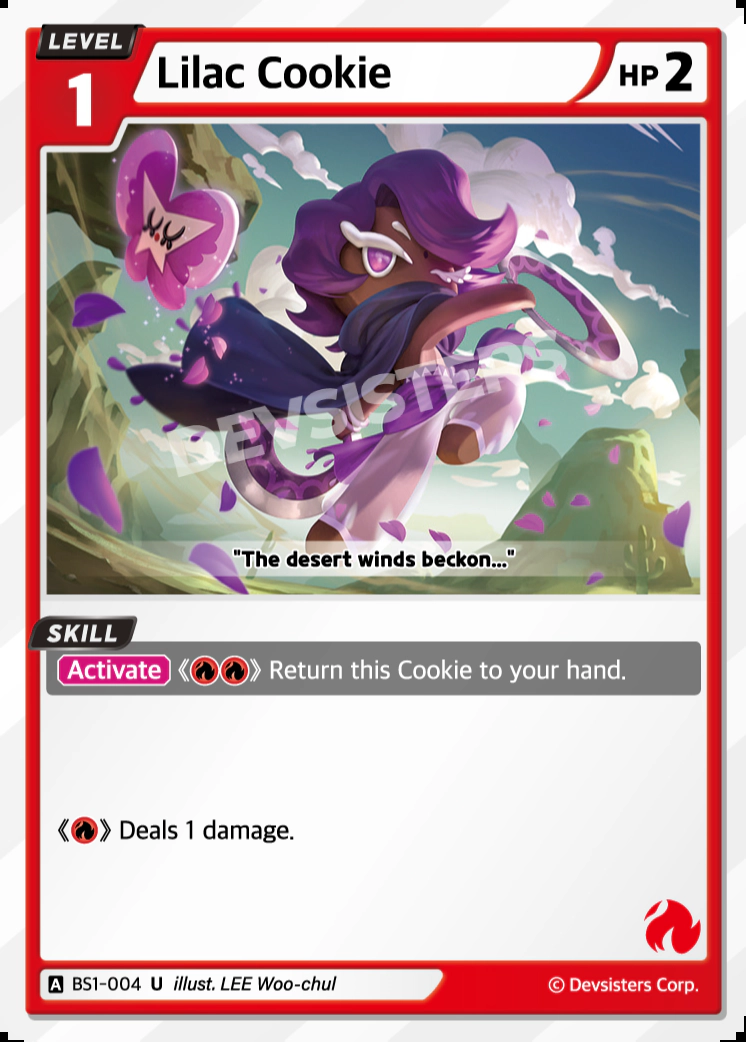 LEVEL
1
Lilac Cookie
HP 2
DEVSISTERS
"The desert winds beckon..."
SKILL
Activate 《》 Return this Cookie to your hand.
《》 Deals 1 damage.
A BS1-004 U illust. LEE Woo-chul
© Devsisters Corp.